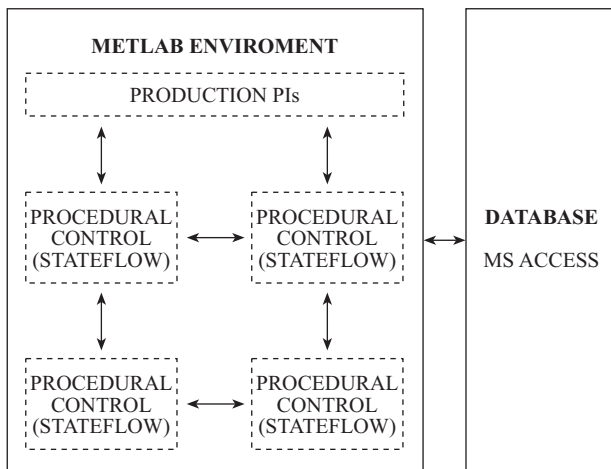 METLAB ENVIROMENT
PRODUCTION PIs
PROCEDURAL
CONTROL
(STATEFLOW)
PROCEDURAL
CONTROL
(STATEFLOW)
DATABASE
MS ACCESS
PROCEDURAL
CONTROL
(STATEFLOW)
PROCEDURAL
CONTROL
(STATEFLOW)